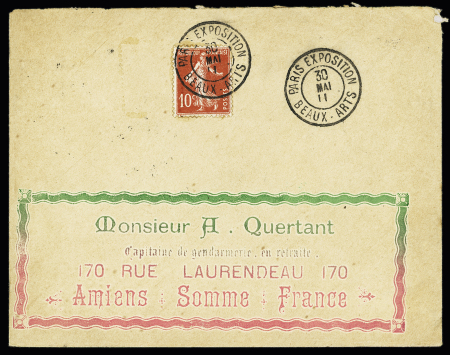 PARIS EXPOSITION
30
MAI
11
BEAUX-ARTS
10
POSTES
PARIS EXPOSITION
30
MAI
11
BEAUX-ARTS
Monsieur A. Quertant
Capitaine de gendarmerie, en retraite,
170 RUE LAURENDEAU 170
Amiens : Somme : France